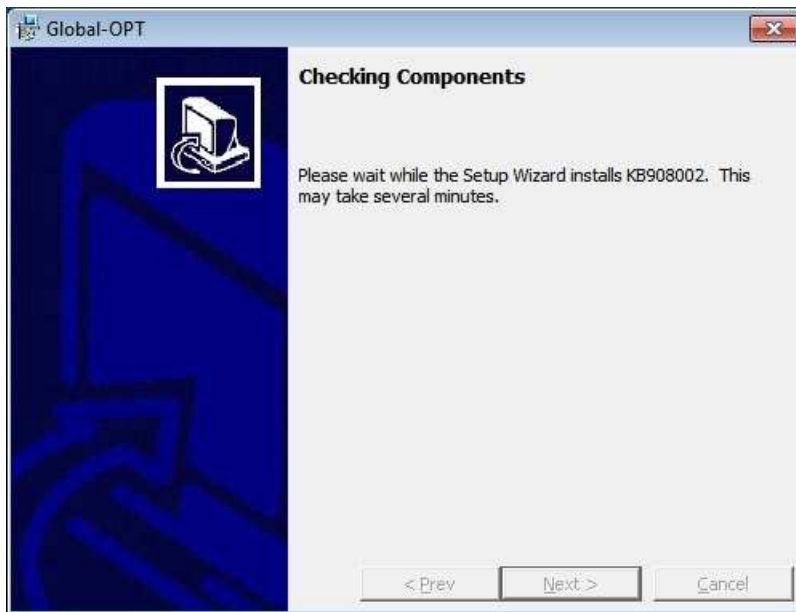 Global-OPT
Checking Components
Please wait while the Setup Wizard installs KB908002. This
may take several minutes.
< Prev
Next >
Cancel